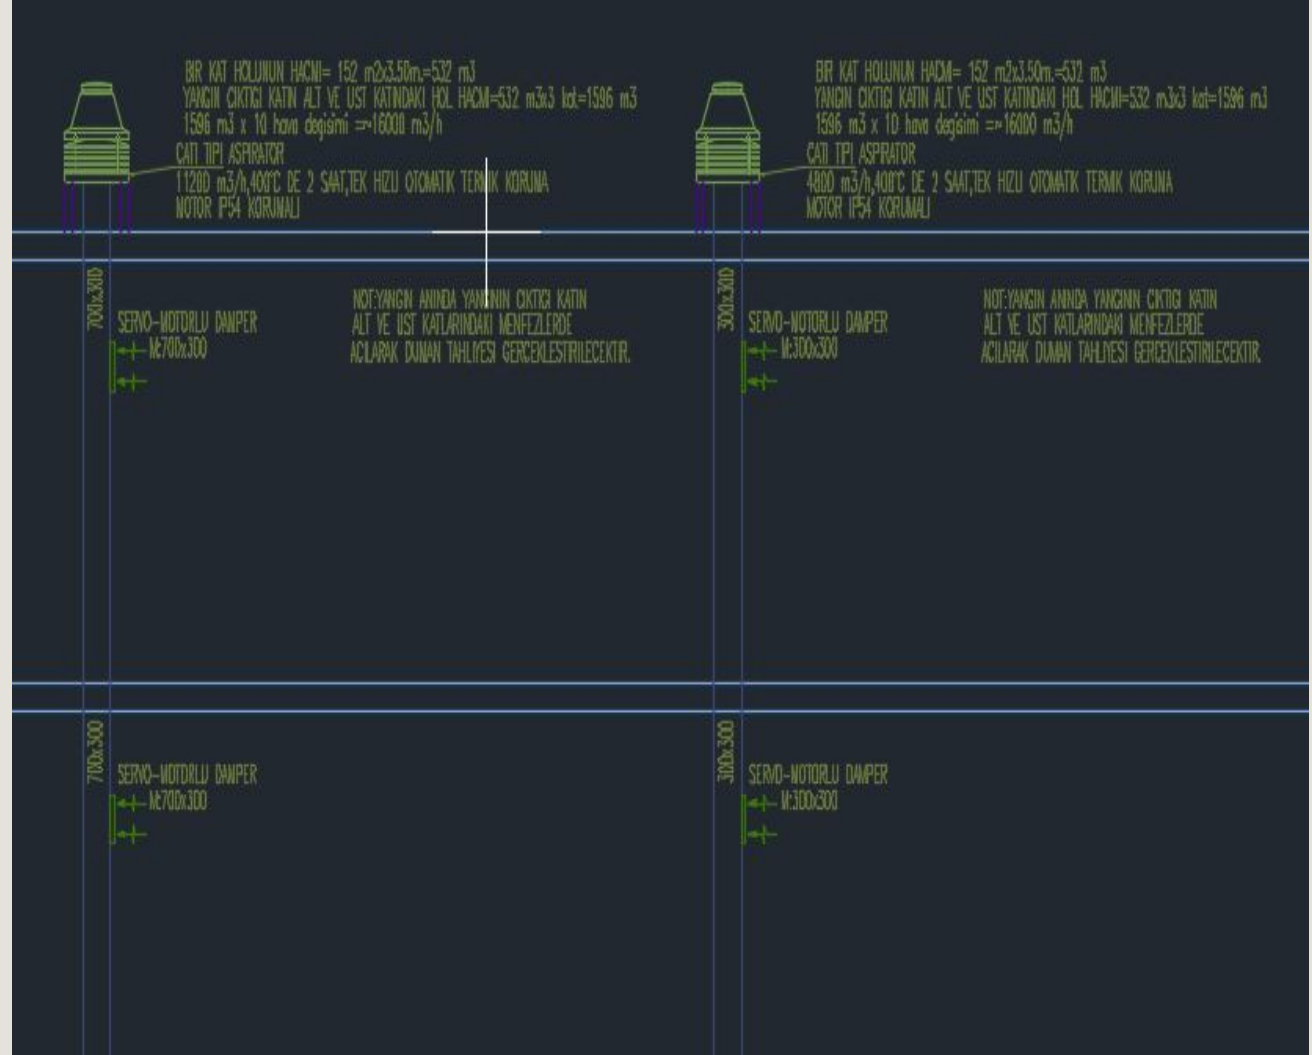 BIR KAT HOLUNUN HACMI= 152 m2x3.50m.=532 m3
YANGIN CIKTIGI KATIN ALT VE UST KATINDAKI HOL HACMI=532 m3x3 kat=1596 m3
1596 m3 x 10 hava degisimi =~16000 m3/h
CATI TIPI ASPIRATOR
11200 m3/h,400°C DE 2 SAAT,TEK HIZLI OTOMATIK TERMIK KORUNA
MOTOR IP54 KORUMALI
700x300
SERVO-MOTORLU DAMPER
M:700x300
NOT:YANGIN ANINDA YANGININ CIKTIGI KATIN
ALT VE UST KATLARINDAKI MENFEZLERDE
ACILARAK DUMAN TAHLIYESI GERCEKLESTIRILECEKTIR.
BIR KAT HOLUNUN HACMI= 152 m2x3.50m.=532 m3
YANGIN CIKTIGI KATIN ALT VE UST KATINDAKI HOL HACMI=532 m3x3 kat=1596 m3
1596 m3 x 10 hava degisimi =~16000 m3/h
CATI TIPI ASPIRATOR
4800 m3/h,400°C DE 2 SAAT,TEK HIZLI OTOMATIK TERMIK KORUNA
MOTOR IP54 KORUMALI
300x300
SERVO-MOTORLU DAMPER
M:300x300
NOT:YANGIN ANINDA YANGININ CIKTIGI KATIN
ALT VE UST KATLARINDAKI MENFEZLERDE
ACILARAK DUMAN TAHLIYESI GERCEKLESTIRILECEKTIR.
700x300
SERVO-MOTORLU DAMPER
M:700x300
300x300
SERVO-MOTORLU DAMPER
M:300x300